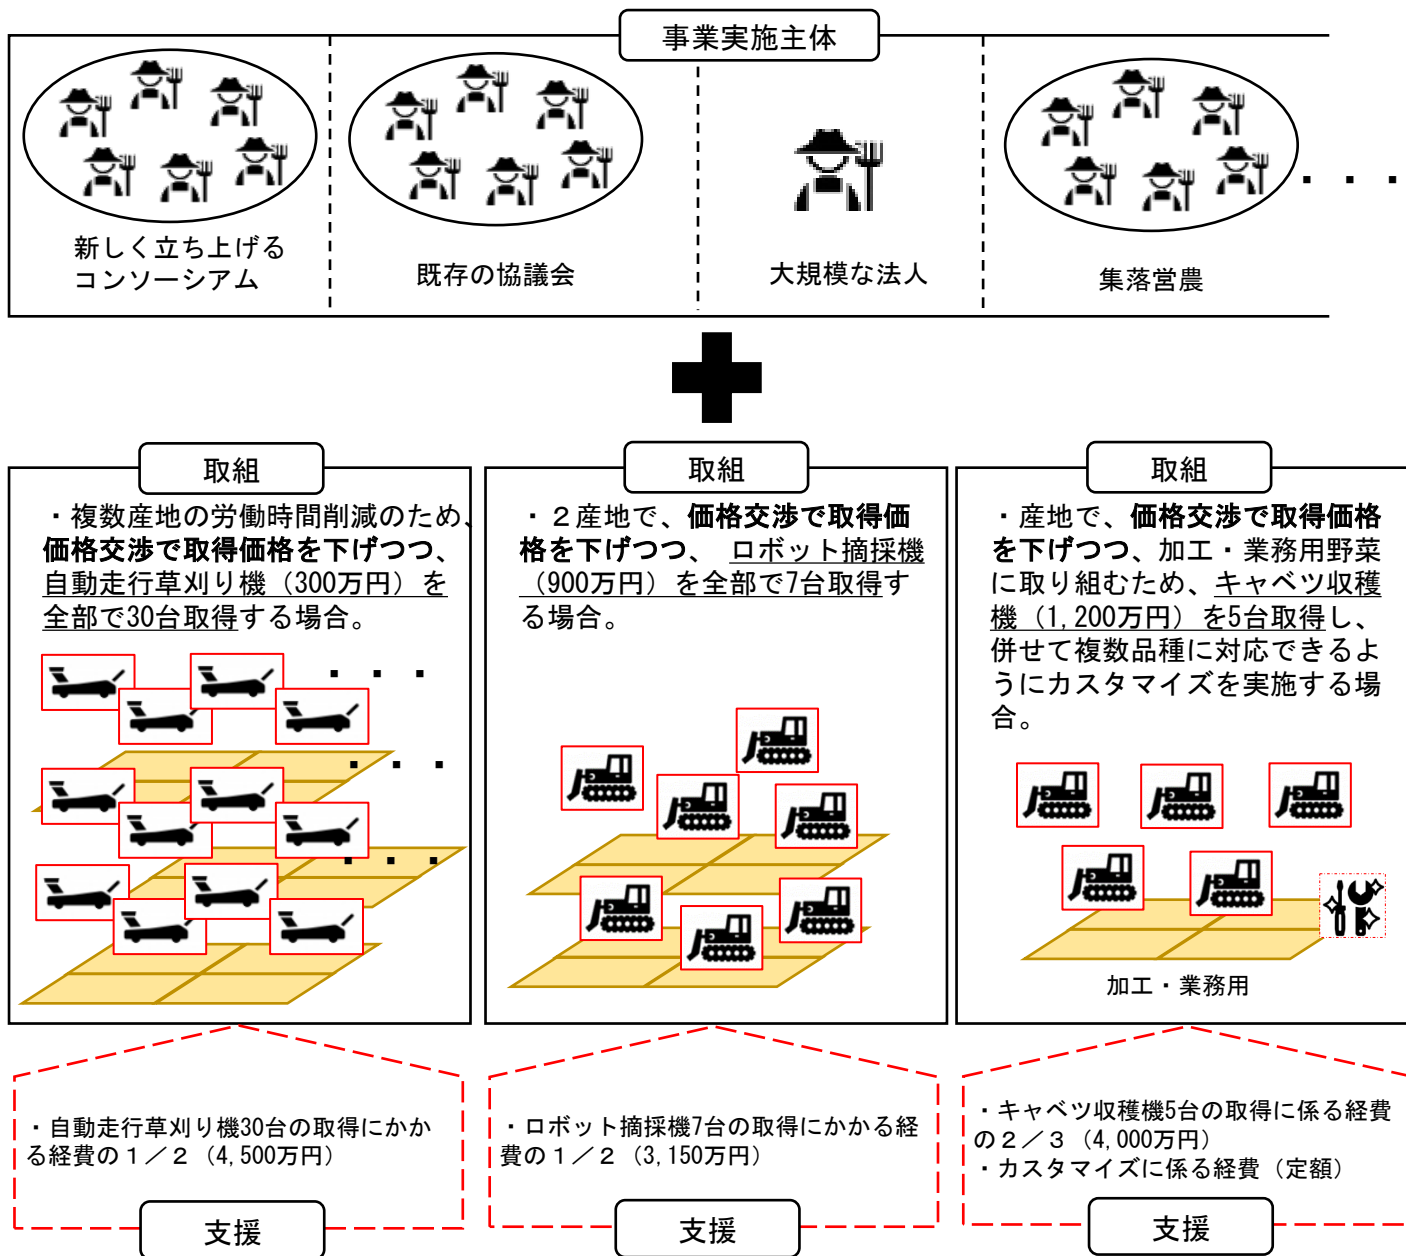 事業実施主体
新しく立ち上げる
コンソーシアム
既存の協議会
大規模な法人
集落営農
・・・
取組
・複数産地の労働時間削減のため、
価格交渉で取得価格を下げつつ、
自動走行草刈り機（300万円）を
全部で30台取得する場合。
・・・
・・・
・・・
取組
・２産地で、価格交渉で取得価
格を下げつつ、 ロボット摘採機
（900万円）を全部で7台取得す
る場合。
取組
・産地で、価格交渉で取得価格
を下げつつ、加工・業務用野菜
に取り組むため、キャベツ収穫
機（1,200万円）を5台取得し、
併せて複数品種に対応できるよ
うにカスタマイズを実施する場
合。
加工・業務用
・自動走行草刈り機30台の取得にかか
る経費の１／２（4,500万円）
支援
・ロボット摘採機7台の取得にかかる経
費の１／２（3,150万円）
支援
・キャベツ収穫機5台の取得に係る経費
の２／３（4,000万円）
・カスタマイズに係る経費（定額）
支援